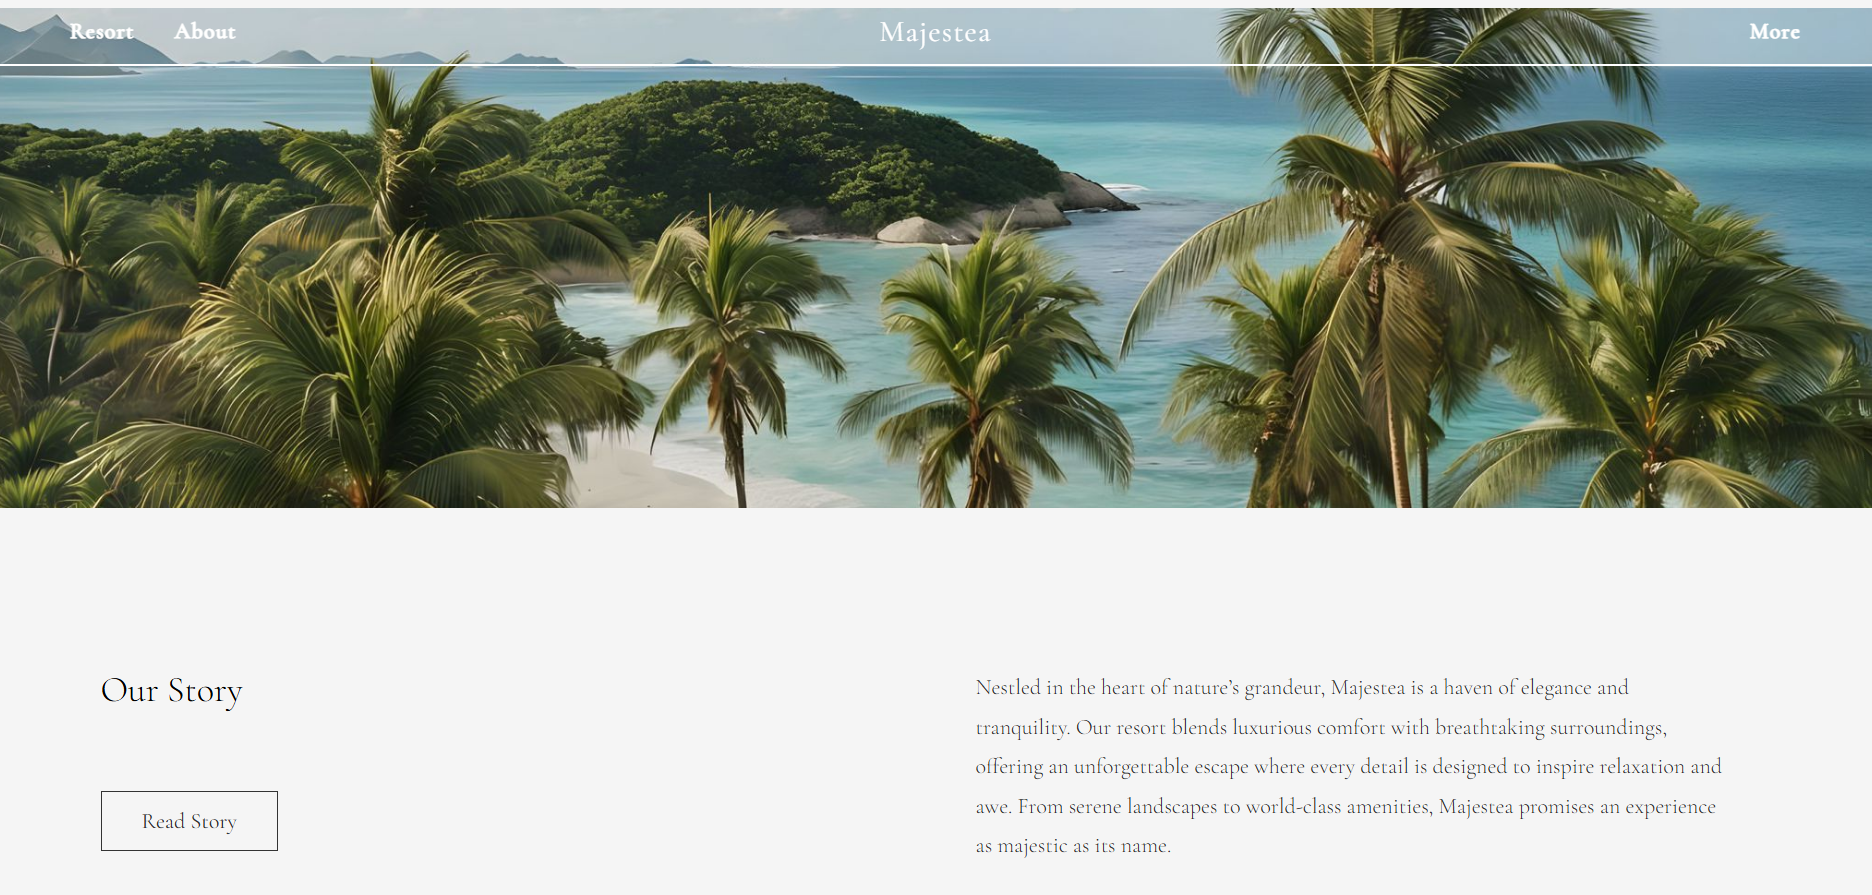 Resort About Majestea More
Our Story
Read Story
Nestled in the heart of nature’s grandeur, Majestea is a haven of elegance and
tranquility. Our resort blends luxurious comfort with breathtaking surroundings,
offering an unforgettable escape where every detail is designed to inspire relaxation and
awe. From serene landscapes to world-class amenities, Majestea promises an experience
as majestic as its name.